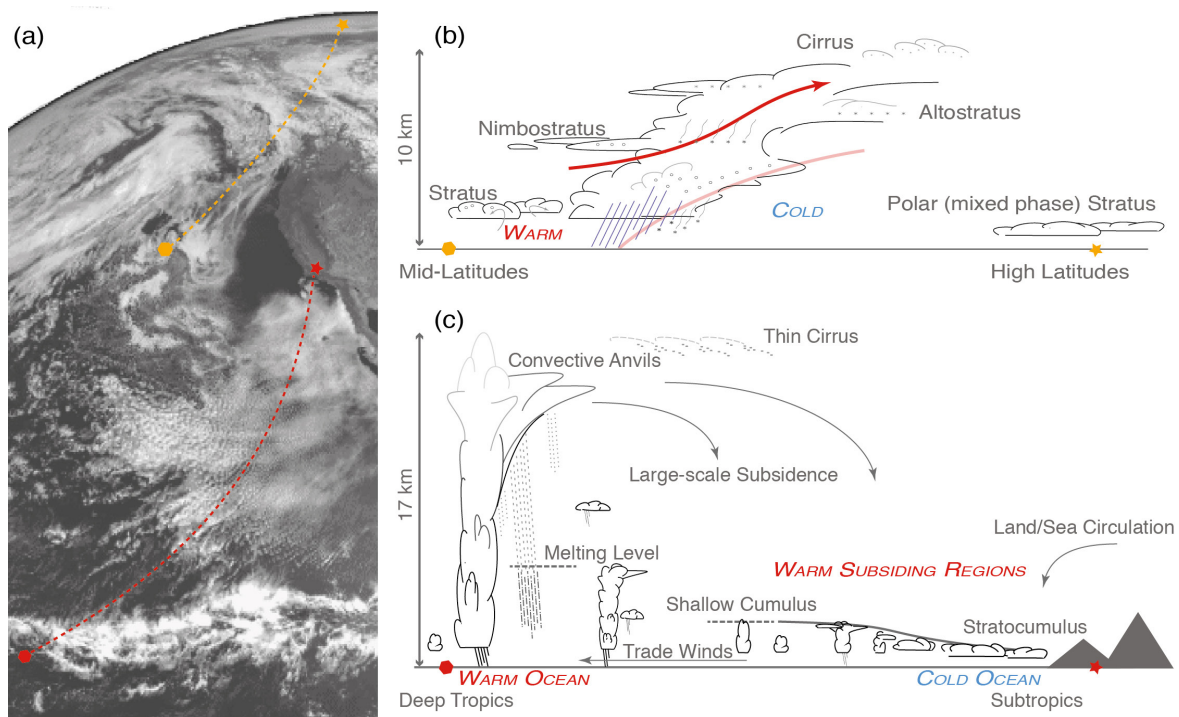 (a)
(b)
Cirrus
Altostratus
Nimbostratus
10 km
Stratus
COLD
WARM
Polar (mixed phase) Stratus
Mid-Latitudes
High Latitudes
(c)
Thin Cirrus
Convective Anvils
Large-scale Subsidence
17 km
Land/Sea Circulation
Melting Level
WARM SUBSIDING REGIONS
Shallow Cumulus
Stratocumulus
Trade Winds
WARM OCEAN
COLD OCEAN
Deep Tropics
Subtropics